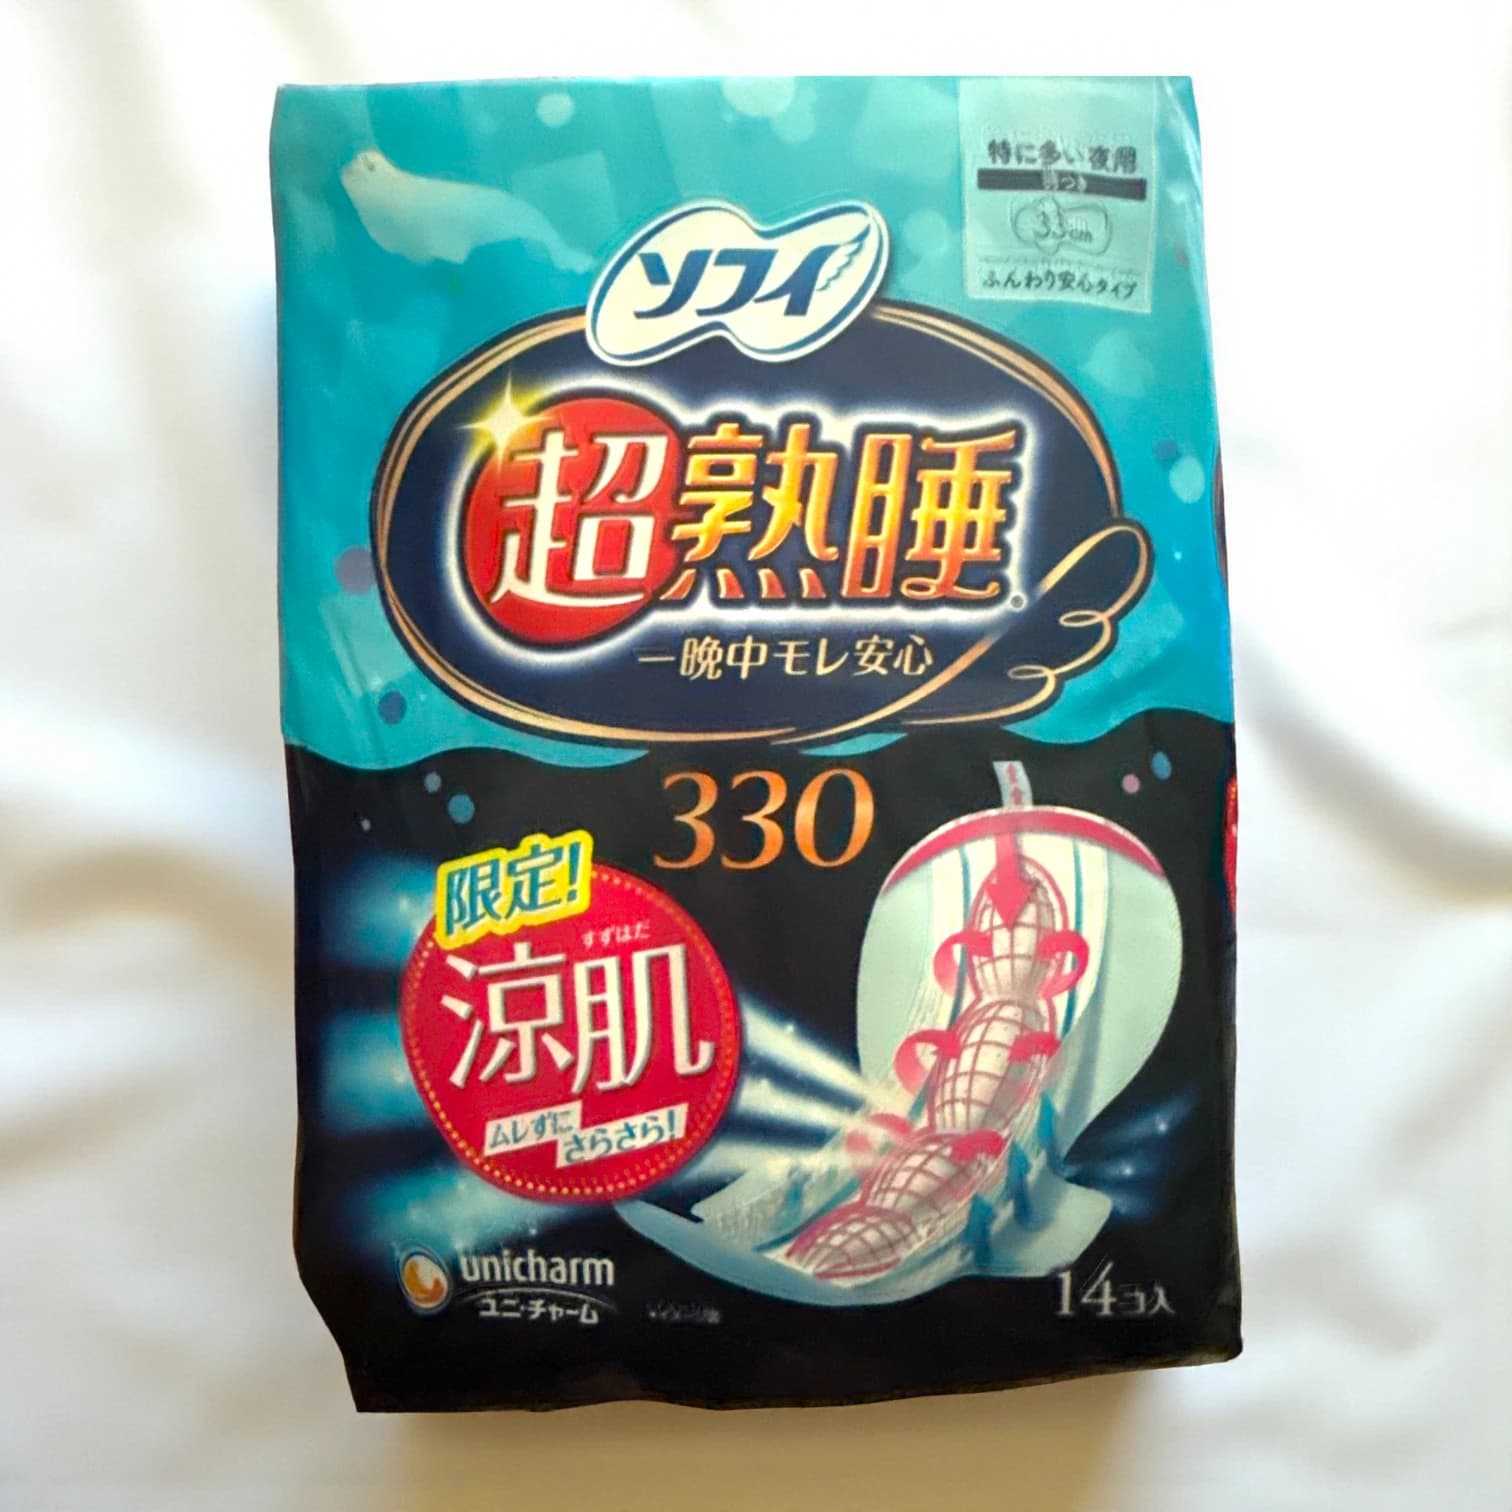 特に多い夜用
羽つき
33cm
ふんわり安心タイプ
ソフィ
超熟睡
一晩中モレ安心
330
限定!
すずはだ
涼肌
ムレずに
さらさら!
unicharm
ユニ・チャーム
14コ入